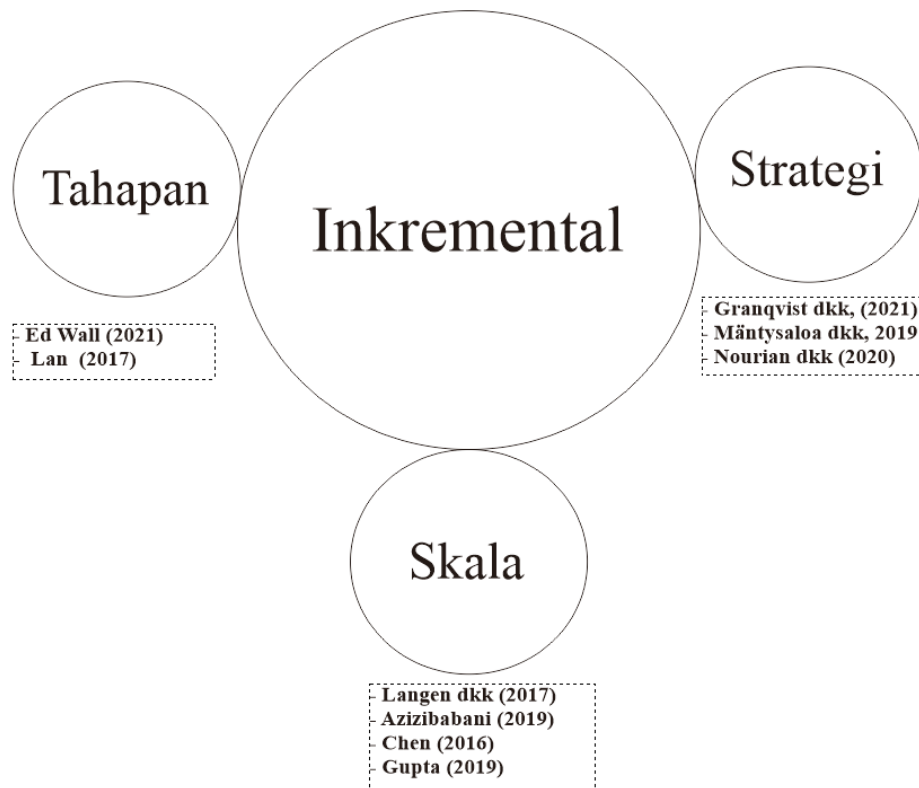 Tahapan
Inkremental
Strategi
- Ed Wall (2021)
- Lan (2017)
- Granqvist dkk, (2021)
- Mäntysaloa dkk, 2019
- Nourian dkk (2020)
Skala
- Langen dkk (2017)
- Azizibabani (2019)
- Chen (2016)
- Gupta (2019)